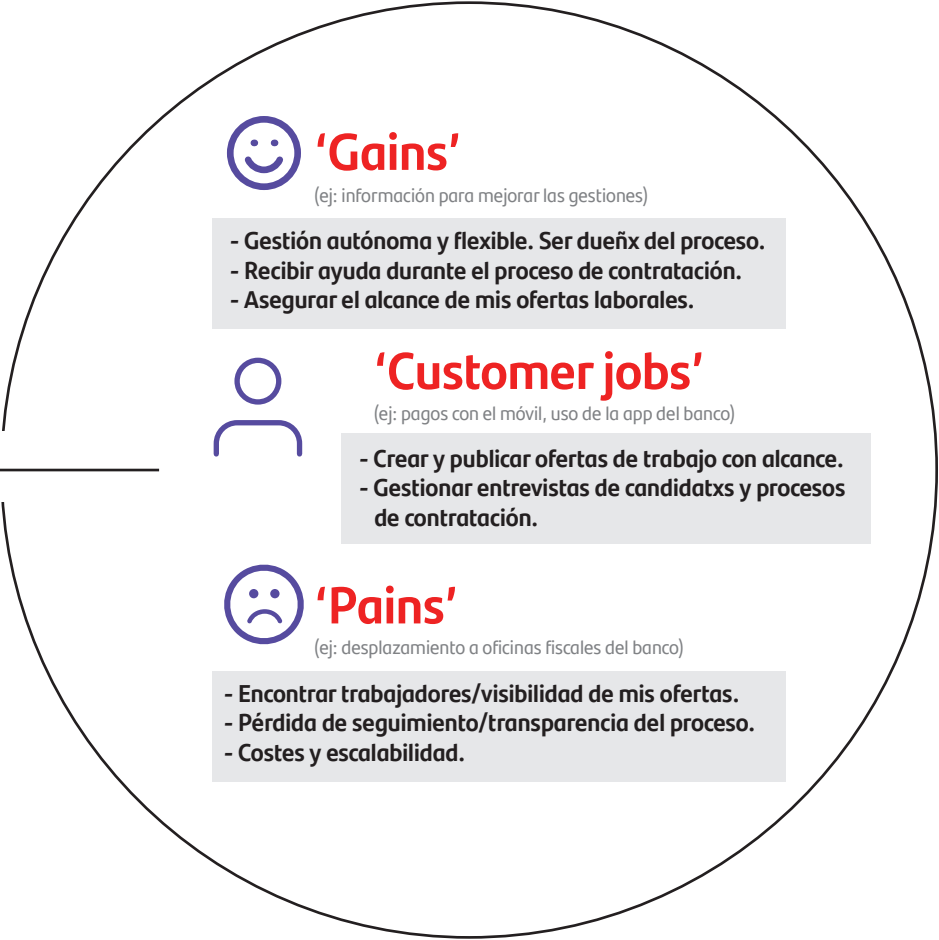 ‘Gains’
(ej: información para mejorar las gestiones)
- Gestión autónoma y flexible. Ser dueñx del proceso.
- Recibir ayuda durante el proceso de contratación.
- Asegurar el alcance de mis ofertas laborales.
‘Customer jobs’
(ej: pagos con el móvil, uso de la app del banco)
- Crear y publicar ofertas de trabajo con alcance.
- Gestionar entrevistas de candidatxs y procesos
de contratación.
‘Pains’
(ej: desplazamiento a oficinas fiscales del banco)
- Encontrar trabajadores/visibilidad de mis ofertas.
- Pérdida de seguimiento/transparencia del proceso.
- Costes y escalabilidad.